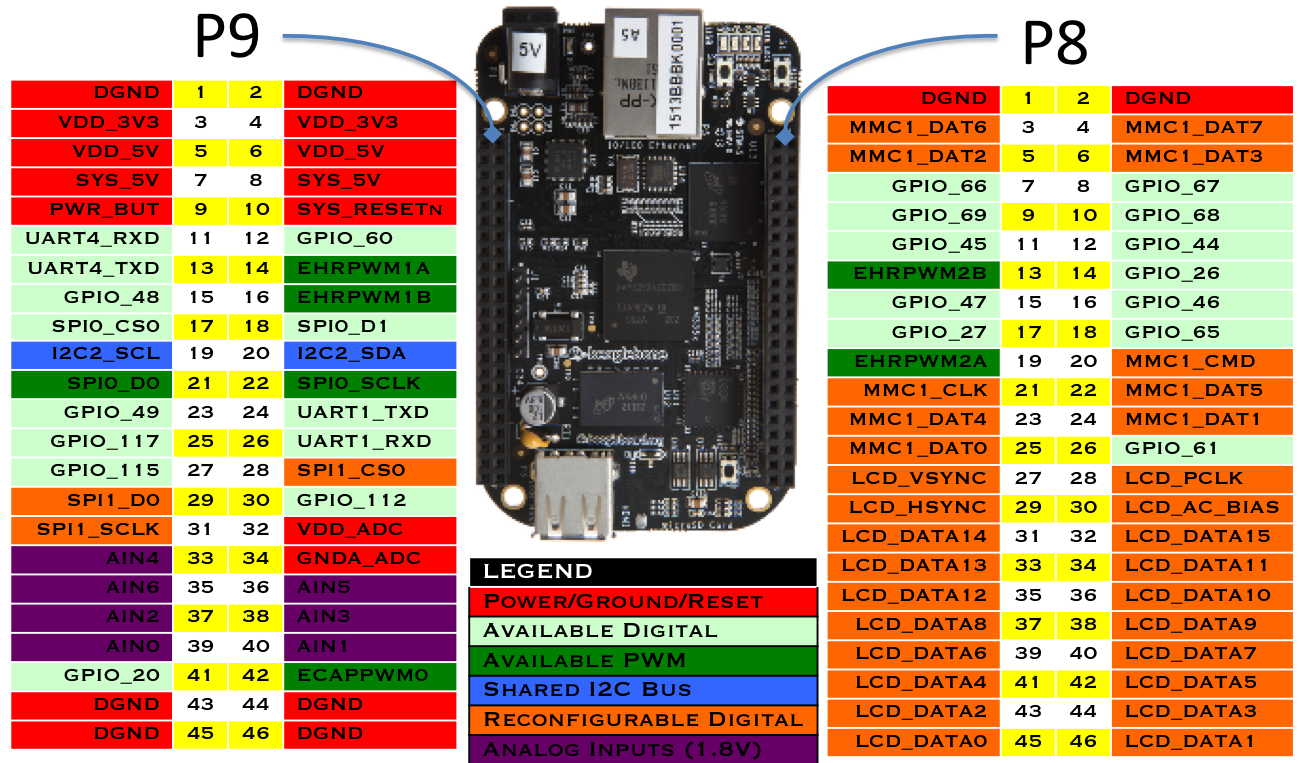 P9
P8
DGND 1 2 DGND
VDD_3V3 3 4 VDD_3V3
VDD_5V 5 6 VDD_5V
SYS_5V 7 8 SYS_5V
PWR_BUT 9 10 SYS_RESETN
UART4_RXD 11 12 GPIO_60
UART4_TXD 13 14 EHRPWM1A
GPIO_48 15 16 EHRPWM1B
SPI0_CS0 17 18 SPI0_D1
I2C2_SCL 19 20 I2C2_SDA
SPI0_D0 21 22 SPI0_SCLK
GPIO_49 23 24 UART1_TXD
GPIO_117 25 26 UART1_RXD
GPIO_115 27 28 SPI1_CS0
SPI1_D0 29 30 GPIO_112
SPI1_SCLK 31 32 VDD_ADC
AIN4 33 34 GNDA_ADC
AIN6 35 36 AIN5
AIN2 37 38 AIN3
AIN0 39 40 AIN1
GPIO_20 41 42 ECAPPWM0
DGND 43 44 DGND
DGND 45 46 DGND
5V
A5
1513BBBK0001
10/100 Ethernet
microSD Card
LEGEND
POWER/GROUND/RESET
AVAILABLE DIGITAL
AVAILABLE PWM
SHARED I2C BUS
RECONFIGURABLE DIGITAL
ANALOG INPUTS (1.8V)
DGND 1 2 DGND
MMC1_DAT6 3 4 MMC1_DAT7
MMC1_DAT2 5 6 MMC1_DAT3
GPIO_66 7 8 GPIO_67
GPIO_69 9 10 GPIO_68
GPIO_45 11 12 GPIO_44
EHRPWM2B 13 14 GPIO_26
GPIO_47 15 16 GPIO_46
GPIO_27 17 18 GPIO_65
EHRPWM2A 19 20 MMC1_CMD
MMC1_CLK 21 22 MMC1_DAT5
MMC1_DAT4 23 24 MMC1_DAT1
MMC1_DAT0 25 26 GPIO_61
LCD_VSYNC 27 28 LCD_PCLK
LCD_HSYNC 29 30 LCD_AC_BIAS
LCD_DATA14 31 32 LCD_DATA15
LCD_DATA13 33 34 LCD_DATA11
LCD_DATA12 35 36 LCD_DATA10
LCD_DATA8 37 38 LCD_DATA9
LCD_DATA6 39 40 LCD_DATA7
LCD_DATA4 41 42 LCD_DATA5
LCD_DATA2 43 44 LCD_DATA3
LCD_DATA0 45 46 LCD_DATA1